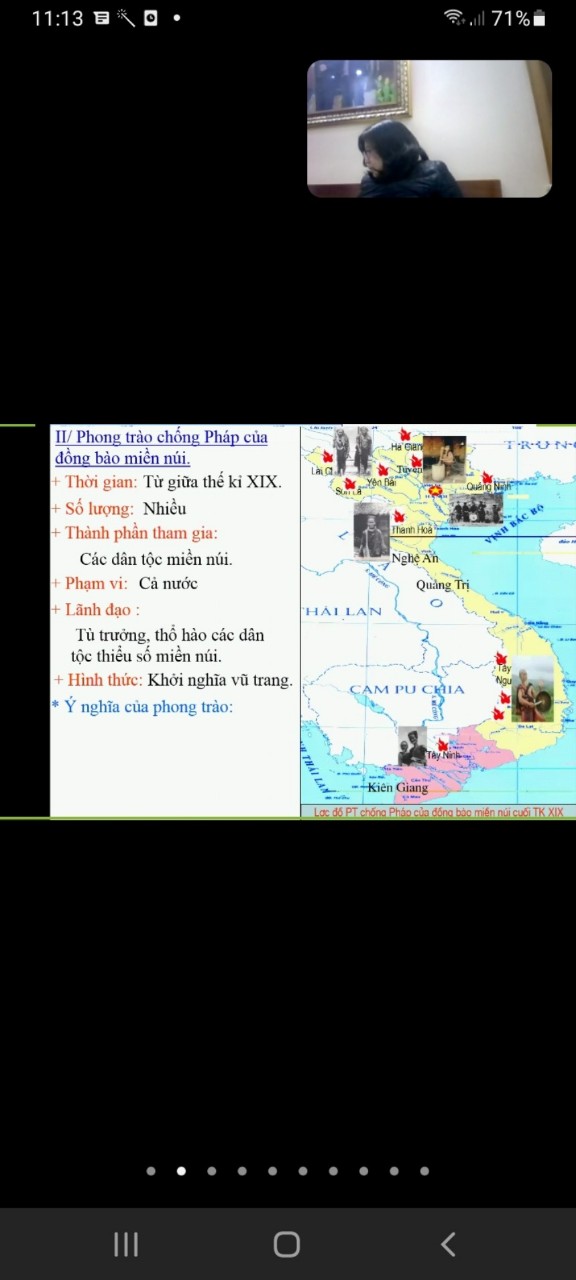 11:13
71%
II/ Phong trào chống Pháp của
đồng bào miền núi.
+ Thời gian: Từ giữa thế kỉ XIX.
+ Số lượng: Nhiều
+ Thành phần tham gia:
Các dân tộc miền núi.
+ Phạm vi: Cả nước
+ Lãnh đạo :
Tù trưởng, thổ hào các dân
tộc thiểu số miền núi.
+ Hình thức: Khởi nghĩa vũ trang.
* Ý nghĩa của phong trào:
Hà Gian
T R U N G
Lai C
Yên Bái
Tuyên
Sơn La
Quảng Ninh
VỊNH BẮC BỘ
Thanh Hoá
Nghệ An
Quảng Trị
L
À
O
HÁI LAN
CAM PU CHIA
Tây
Ngu
Tây Ninh
Kiên Giang
Lược đồ PT chống Pháp của đồng bào miền núi cuối TK XIX